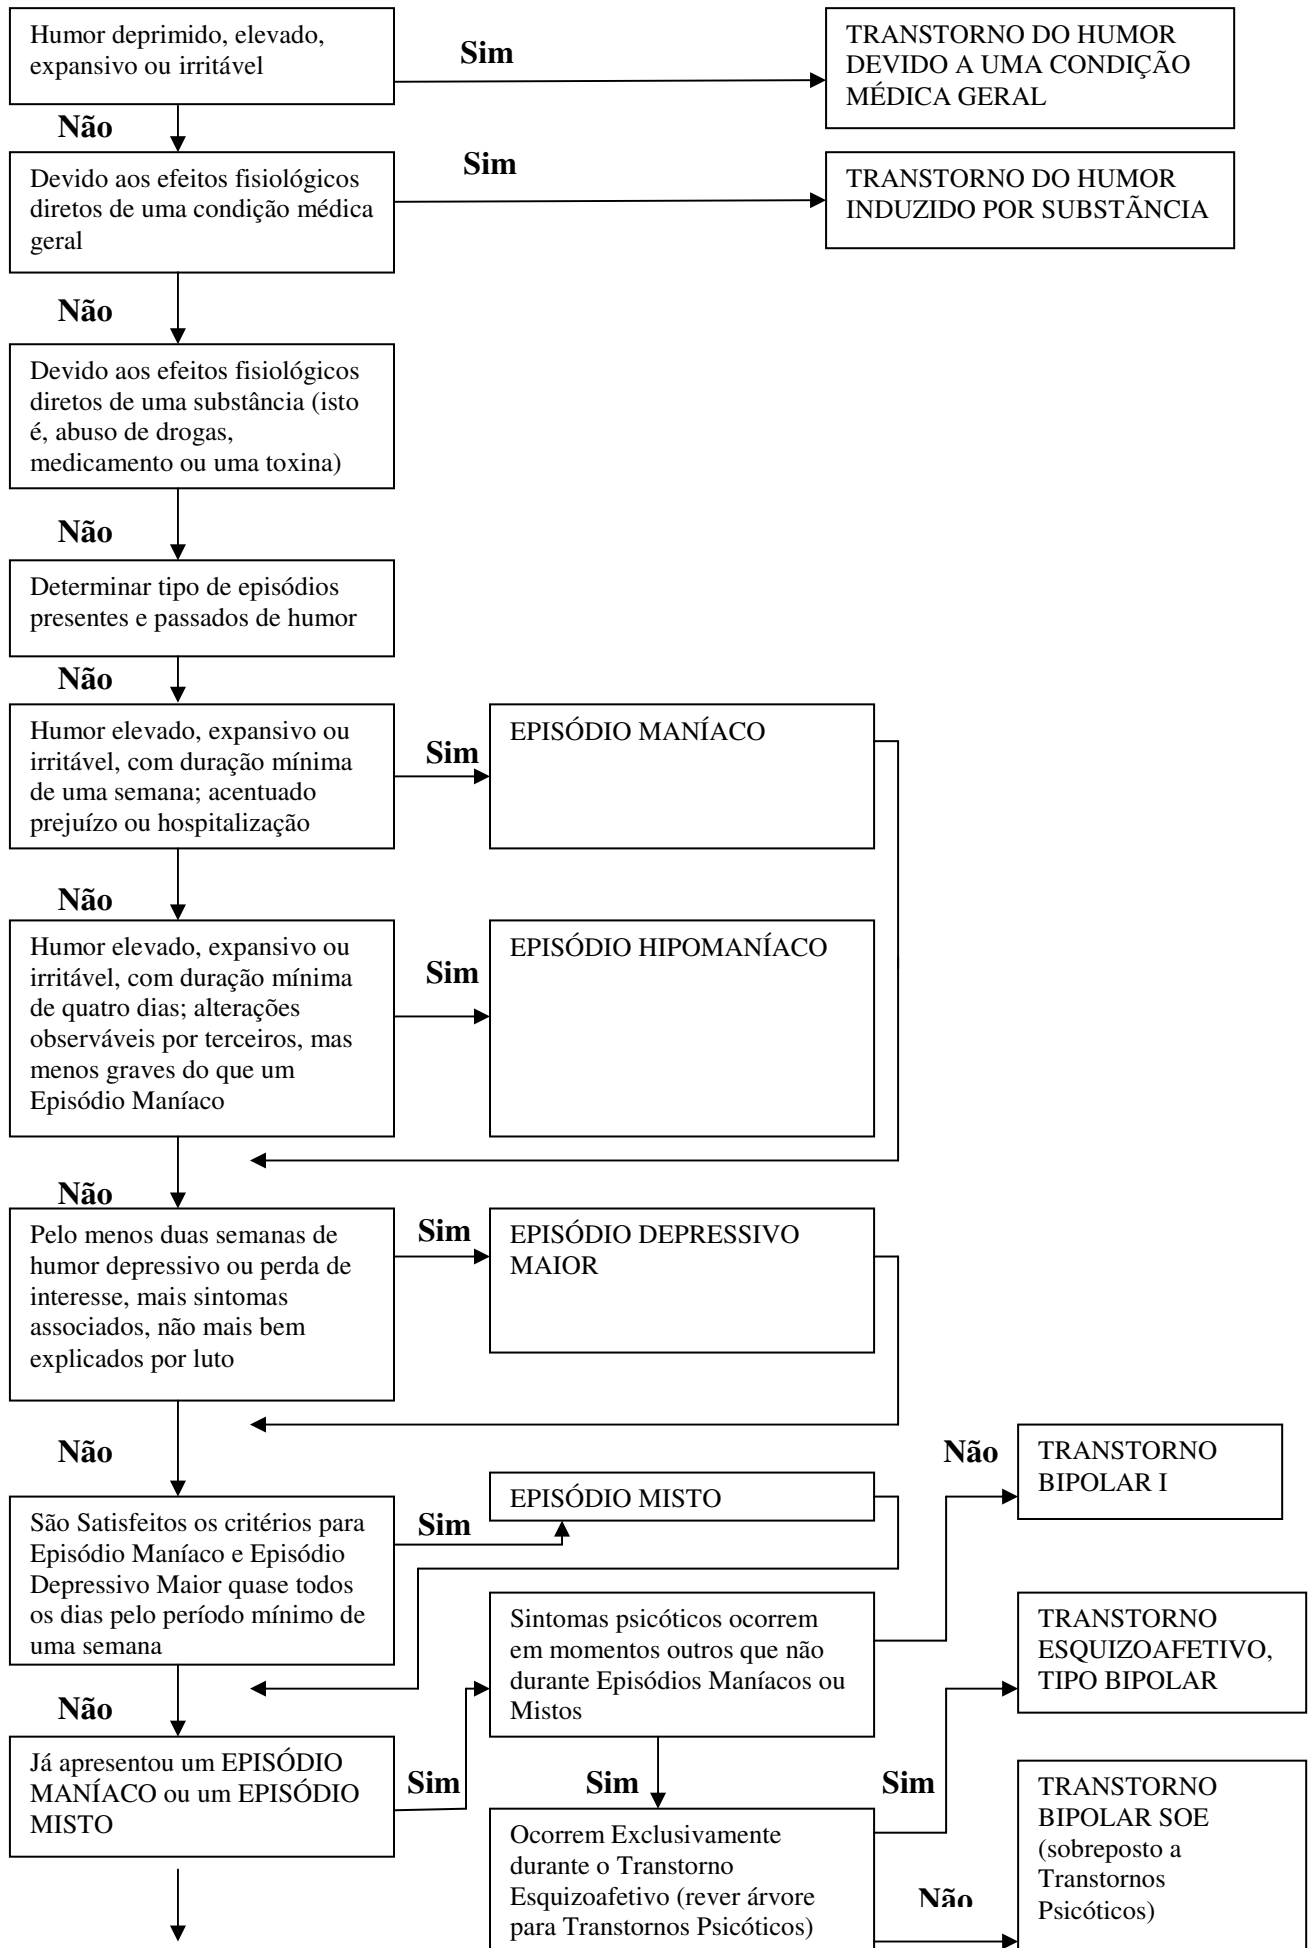 Humor deprimido, elevado,
expansivo ou irritável
Sim
TRANSTORNO DO HUMOR
DEVIDO A UMA CONDIÇÃO
MÉDICA GERAL
Não
Devido aos efeitos fisiológicos
diretos de uma condição médica
geral
Sim
TRANSTORNO DO HUMOR
INDUZIDO POR SUBSTÃNCIA
Não
Devido aos efeitos fisiológicos
diretos de uma substância (isto
é, abuso de drogas,
medicamento ou uma toxina)
Não
Determinar tipo de episódios
presentes e passados de humor
Não
Humor elevado, expansivo ou
irritável, com duração mínima
de uma semana; acentuado
prejuízo ou hospitalização
Sim
EPISÓDIO MANÍACO
Não
Humor elevado, expansivo ou
irritável, com duração mínima
de quatro dias; alterações
observáveis por terceiros, mas
menos graves do que um
Episódio Maníaco
Sim
EPISÓDIO HIPOMANÍACO
Não
Pelo menos duas semanas de
humor depressivo ou perda de
interesse, mais sintomas
associados, não mais bem
explicados por luto
Sim
EPISÓDIO DEPRESSIVO
MAIOR
Não
São Satisfeitos os critérios para
Episódio Maníaco e Episódio
Depressivo Maior quase todos
os dias pelo período mínimo de
uma semana
Sim
EPISÓDIO MISTO
Não
TRANSTORNO
BIPOLAR I
Sintomas psicóticos ocorrem
em momentos outros que não
durante Episódios Maníacos ou
Mistos
TRANSTORNO
ESQUIZOAFETIVO,
TIPO BIPOLAR
Não
Já apresentou um EPISÓDIO
MANÍACO ou um EPISÓDIO
MISTO
Sim
Sim
Sim
Ocorrem Exclusivamente
durante o Transtorno
Esquizoafetivo (rever árvore
para Transtornos Psicóticos)
Não
TRANSTORNO
BIPOLAR SOE
(sobreposto a
Transtornos
Psicóticos)